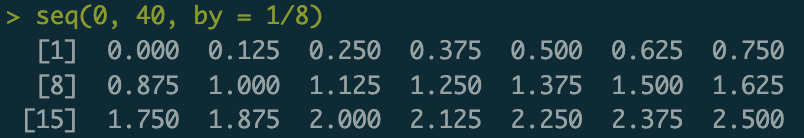 > seq(0, 40, by = 1/8)
[1] 0.000 0.125 0.250 0.375 0.500 0.625 0.750
[8] 0.875 1.000 1.125 1.250 1.375 1.500 1.625
[15] 1.750 1.875 2.000 2.125 2.250 2.375 2.500